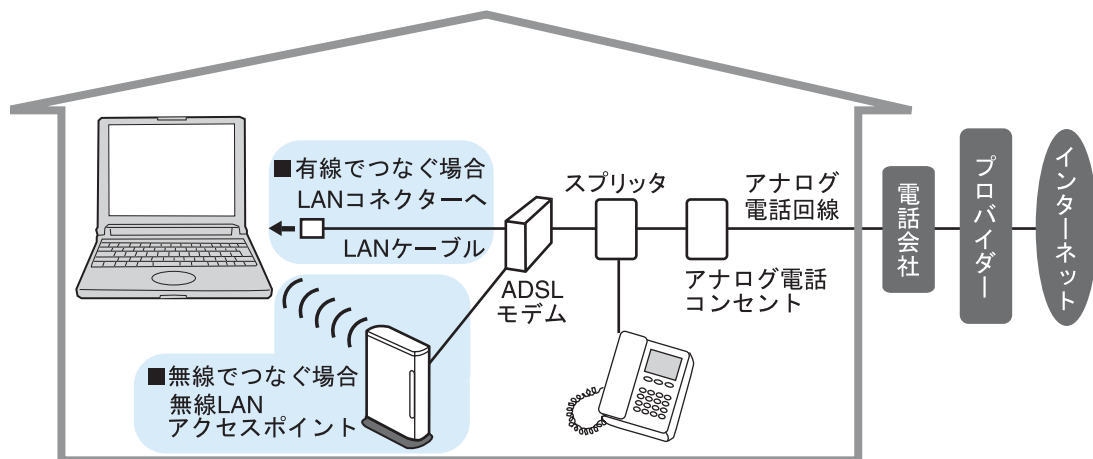 ■有線でつなぐ場合
LANコネクターへ
LANケーブル
ADSL
モデム
スプリッタ
アナログ
電話回線
アナログ電話
コンセント
電話会社
プロバイダー
インターネット
■無線でつなぐ場合
無線LAN
アクセスポイント